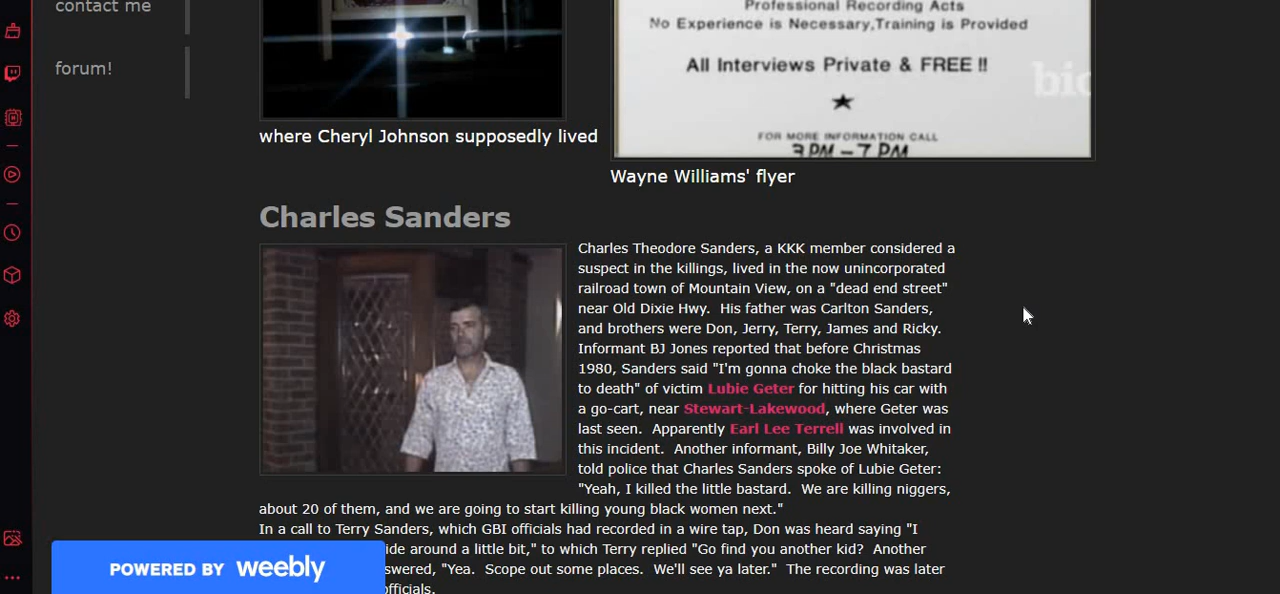 contact me
forum!
Professional Recording Acts
No Experience is Necessary,Training is Provided
All Interviews Private & FREE !!
FOR MORE INFORMATION CALL
3 PM – 7 PM
where Cheryl Johnson supposedly lived
Wayne Williams' flyer
Charles Sanders
Charles Theodore Sanders, a KKK member considered a
suspect in the killings, lived in the now unincorporated
railroad town of Mountain View, on a "dead end street"
near Old Dixie Hwy.  His father was Carlton Sanders,
and brothers were Don, Jerry, Terry, James and Ricky.
Informant BJ Jones reported that before Christmas
1980, Sanders said "I'm gonna choke the black bastard
to death" of victim Lubie Geter for hitting his car with
a go-cart, near Stewart-Lakewood, where Geter was
last seen.  Apparently Earl Lee Terrell was involved in
this incident.  Another informant, Billy Joe Whitaker,
told police that Charles Sanders spoke of Lubie Geter:
"Yeah, I killed the little bastard.  We are killing niggers,
about 20 of them, and we are going to start killing young black women next."
In a call to Terry Sanders, which GBI officials had recorded in a wire tap, Don was heard saying "I
ide around a little bit," to which Terry replied "Go find you another kid?  Another
swered, "Yea.  Scope out some places.  We'll see ya later."  The recording was later
officials.
POWERED BY weebly